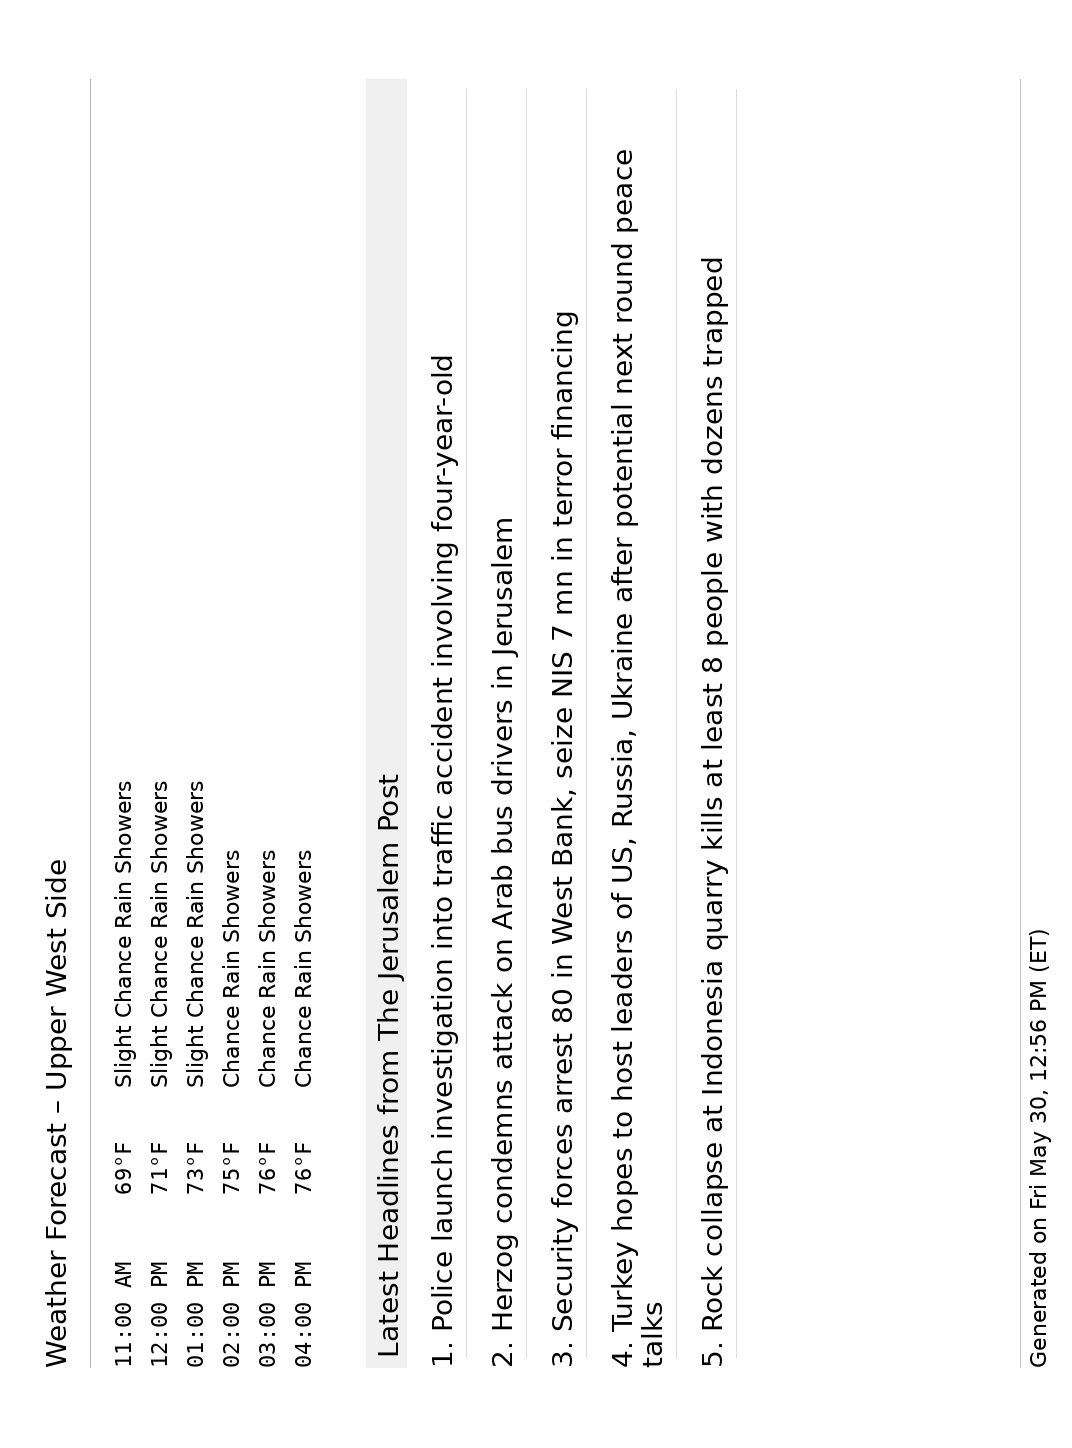 Weather Forecast – Upper West Side
11:00 AM 69°F Slight Chance Rain Showers
12:00 PM 71°F Slight Chance Rain Showers
01:00 PM 73°F Slight Chance Rain Showers
02:00 PM 75°F Chance Rain Showers
03:00 PM 76°F Chance Rain Showers
04:00 PM 76°F Chance Rain Showers
Latest Headlines from The Jerusalem Post
1. Police launch investigation into traffic accident involving four-year-old
2. Herzog condemns attack on Arab bus drivers in Jerusalem
3. Security forces arrest 80 in West Bank, seize NIS 7 mn in terror financing
4. Turkey hopes to host leaders of US, Russia, Ukraine after potential next round peace
talks
5. Rock collapse at Indonesia quarry kills at least 8 people with dozens trapped
Generated on Fri May 30, 12:56 PM (ET)